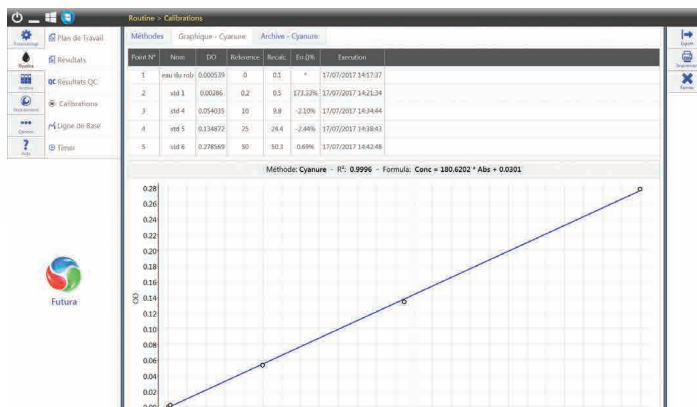 Routine > Calibrations
Plan de Travail
Résultats
QC Résultats QC
Calibrations
Ligne de Base
Timer
Routine
?
Futura
Méthodes Graphique - Cyanure Archive - Cyanure
Point N° Nom DO Reference Recalc Err.()% Execution
1 eau du rob 0,000539 0 0.1 * 17/07/2017 14:17:37
2 std 1 0,00286 0,2 0.5 173.33% 17/07/2017 14:21:34
3 std 4 0,054035 10 9.8 -2.10% 17/07/2017 14:34:44
4 std 5 0,134872 25 24.4 -2.44% 17/07/2017 14:38:43
5 std 6 0,278569 50 50.3 0.69% 17/07/2017 14:42:48
Méthode: Cyanure - R²: 0.9996 - Formula: Conc = 180.6202 * Abs + 0.0301
0.28
0.26
0.24
0.22
0.20
0.18
0.16
0.14
0.12
0.10
0.08
0.06
0.04
0.02
0.00
OD